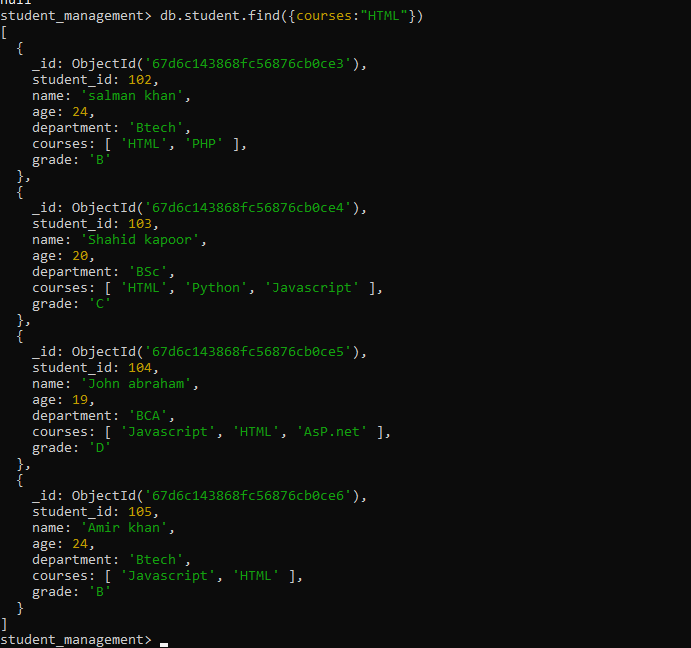 null
student_management> db.student.find({courses:"HTML"})
[
  {
    _id: ObjectId('67d6c143868fc56876cb0ce3'),
    student_id: 102,
    name: 'salman khan',
    age: 24,
    department: 'Btech',
    courses: [ 'HTML', 'PHP' ],
    grade: 'B'
  },
  {
    _id: ObjectId('67d6c143868fc56876cb0ce4'),
    student_id: 103,
    name: 'Shahid kapoor',
    age: 20,
    department: 'BSc',
    courses: [ 'HTML', 'Python', 'Javascript' ],
    grade: 'C'
  },
  {
    _id: ObjectId('67d6c143868fc56876cb0ce5'),
    student_id: 104,
    name: 'John abraham',
    age: 19,
    department: 'BCA',
    courses: [ 'Javascript', 'HTML', 'AsP.net' ],
    grade: 'D'
  },
  {
    _id: ObjectId('67d6c143868fc56876cb0ce6'),
    student_id: 105,
    name: 'Amir khan',
    age: 24,
    department: 'Btech',
    courses: [ 'Javascript', 'HTML' ],
    grade: 'B'
  }
]
student_management>